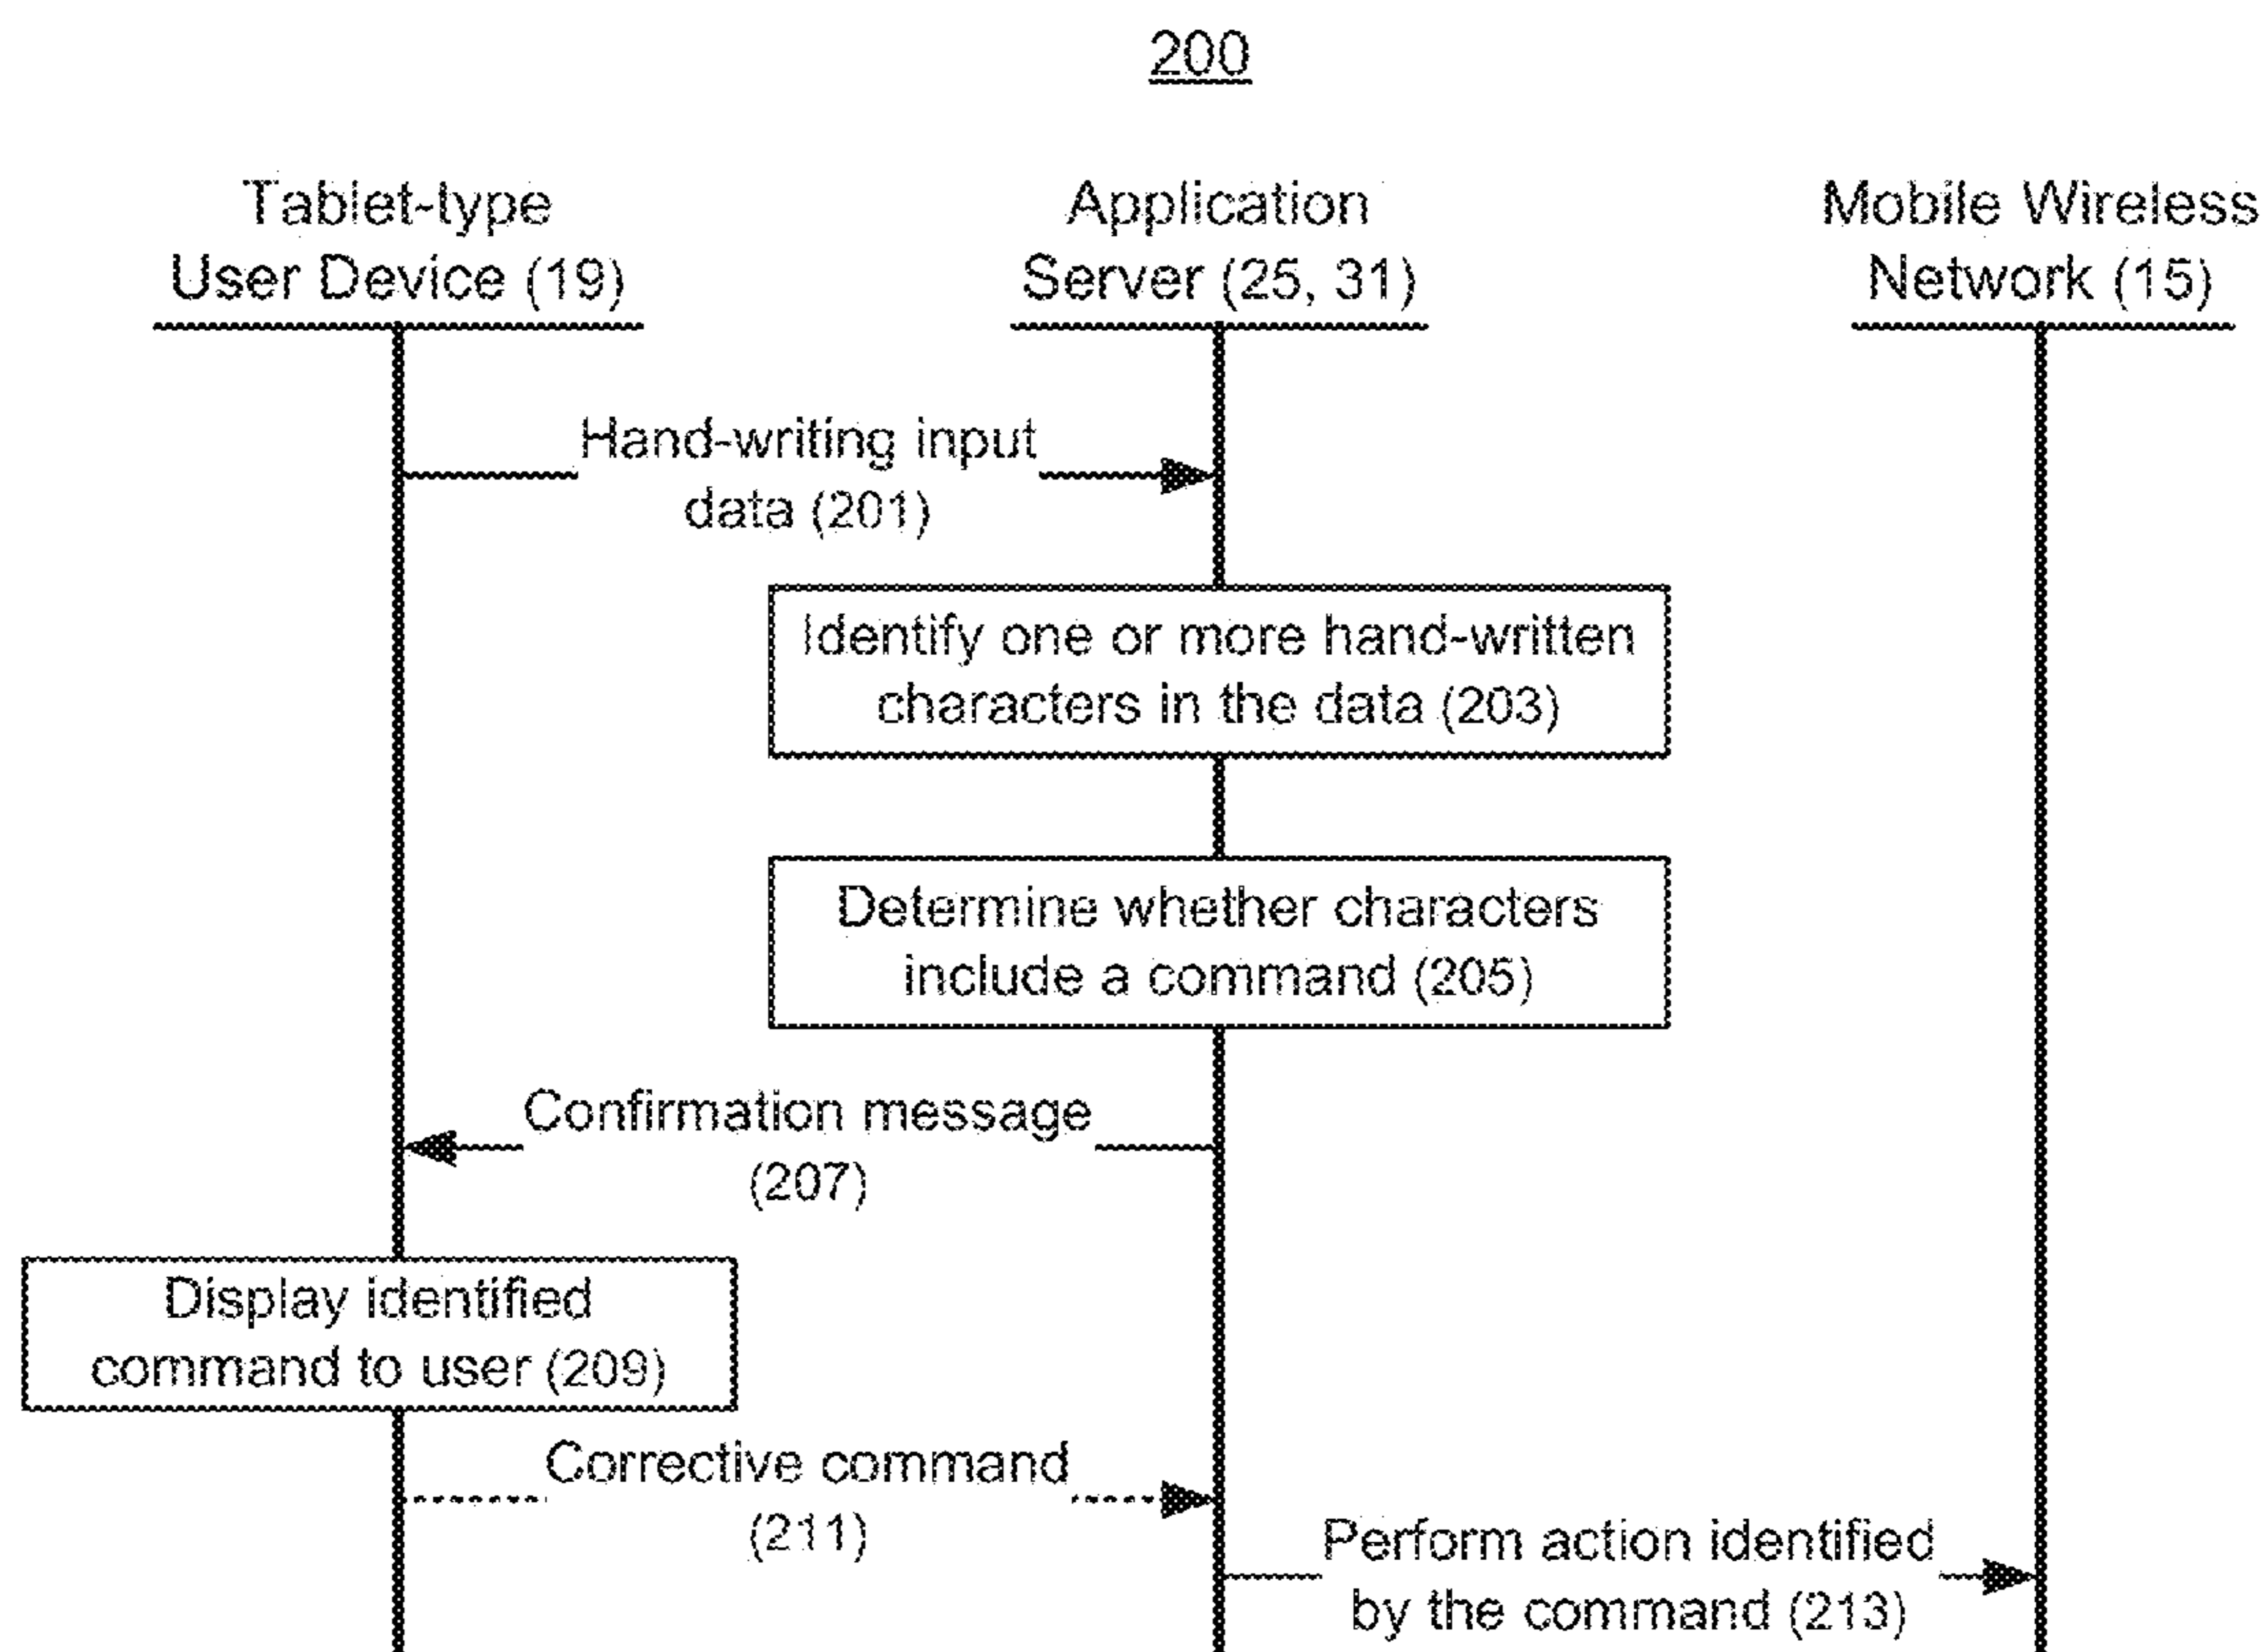 200
Tablet-type
User Device (19)
Application
Server (25, 31)
Mobile Wireless
Network (15)
Hand-writing input
data (201)
Identify one or more hand-written
characters in the data (203)
Determine whether characters
include a command (205)
Confirmation message
(207)
Display identified
command to user (209)
Corrective command
(211)
Perform action identified
by the command (213)